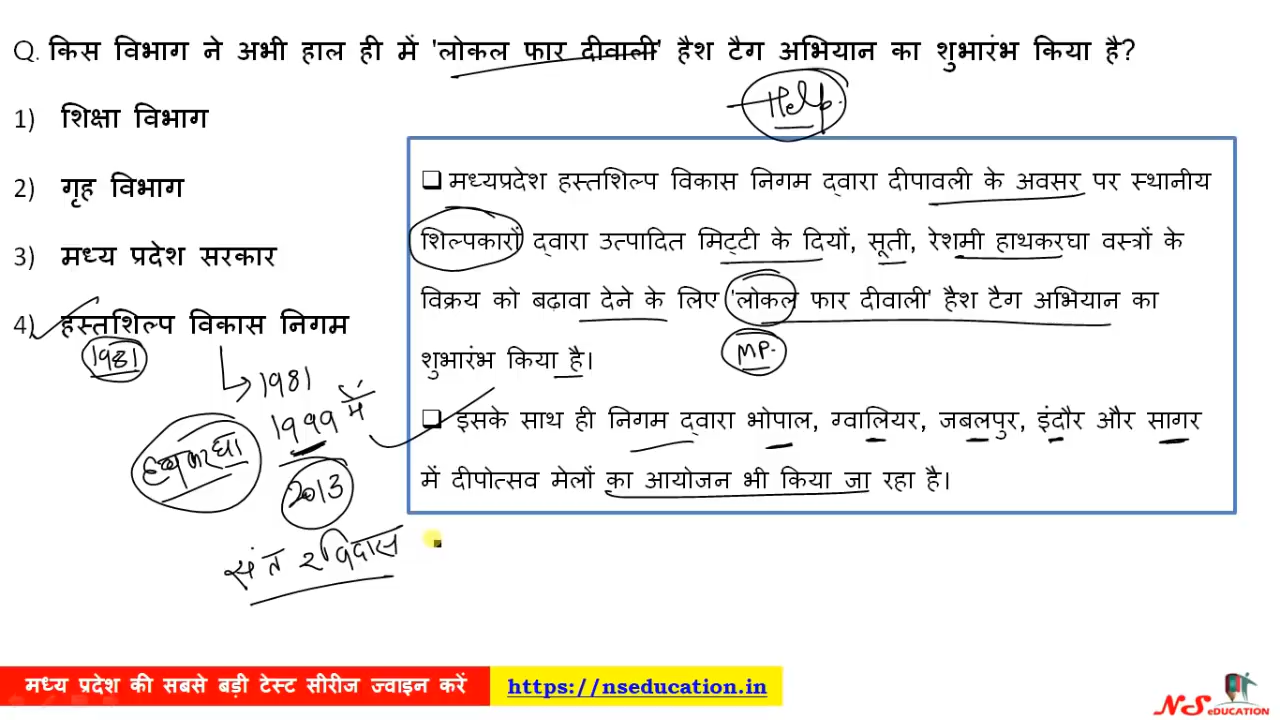 Q. किस विभाग ने अभी हाल ही में 'लोकल फार दीवाली' हैश टैग अभियान का शुभारंभ किया है?
Help.
1) शिक्षा विभाग
2) गृह विभाग
3) मध्य प्रदेश सरकार
4) हस्तशिल्प विकास निगम
1981
1981
1999 में
हथकरघा
2013
संत रविदास
मध्यप्रदेश हस्तशिल्प विकास निगम द्वारा दीपावली के अवसर पर स्थानीय
शिल्पकारों द्वारा उत्पादित मिट्टी के दियों, सूती, रेशमी हाथकरघा वस्त्रों के
विक्रय को बढ़ावा देने के लिए 'लोकल फार दीवाली' हैश टैग अभियान का
MP.
शुभारंभ किया है।
इसके साथ ही निगम द्वारा भोपाल, ग्वालियर, जबलपुर, इंदौर और सागर
में दीपोत्सव मेलों का आयोजन भी किया जा रहा है।
मध्य प्रदेश की सबसे बड़ी टेस्ट सीरीज ज्वाइन करें
https://nseducation.in
NS EDUCATION